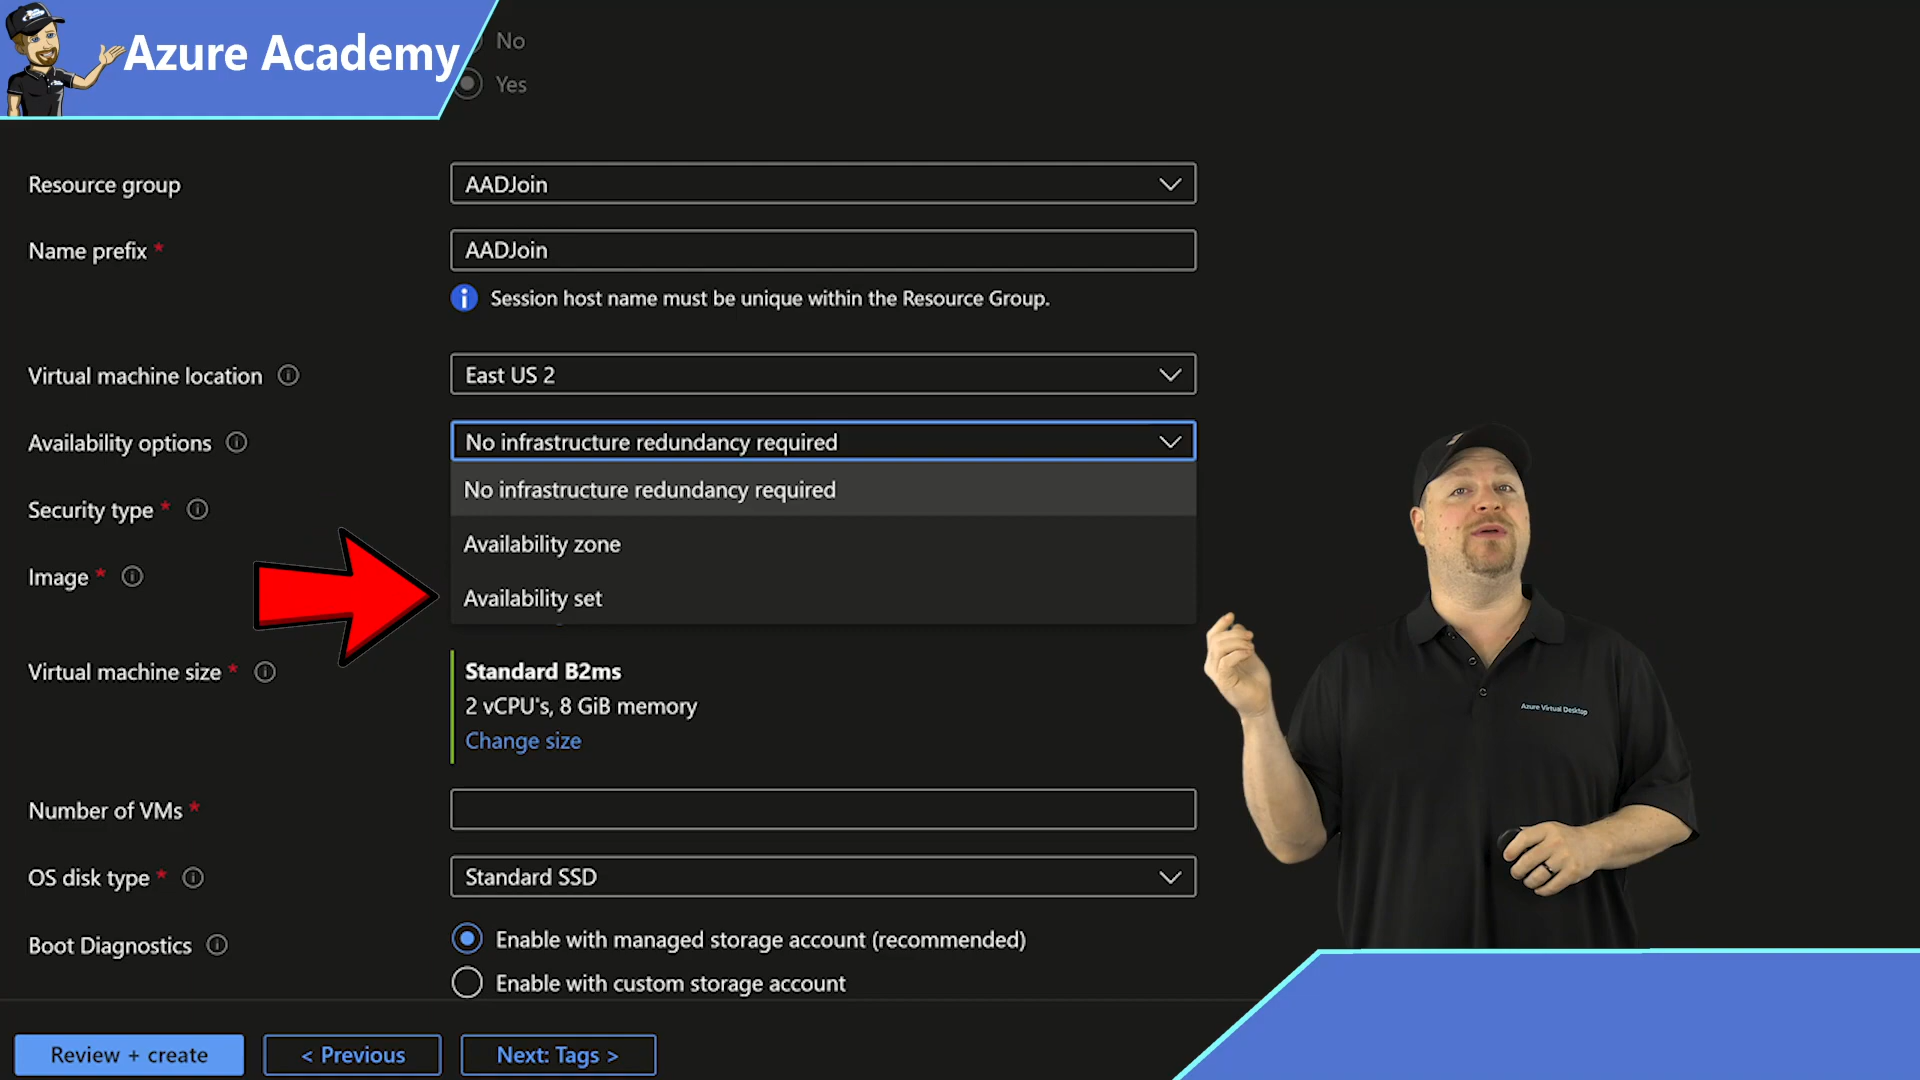 Azure Academy
No
Yes
Resource group
AADJoin
Name prefix *
AADJoin
Session host name must be unique within the Resource Group.
Virtual machine location
East US 2
Availability options
No infrastructure redundancy required
No infrastructure redundancy required
Security type *
Availability zone
Image *
Availability set
Virtual machine size *
Standard B2ms
2 vCPU's, 8 GiB memory
Change size
Azure Virtual Desktop
Number of VMs *
OS disk type *
Standard SSD
Boot Diagnostics
Enable with managed storage account (recommended)
Enable with custom storage account
Review + create
< Previous
Next: Tags >